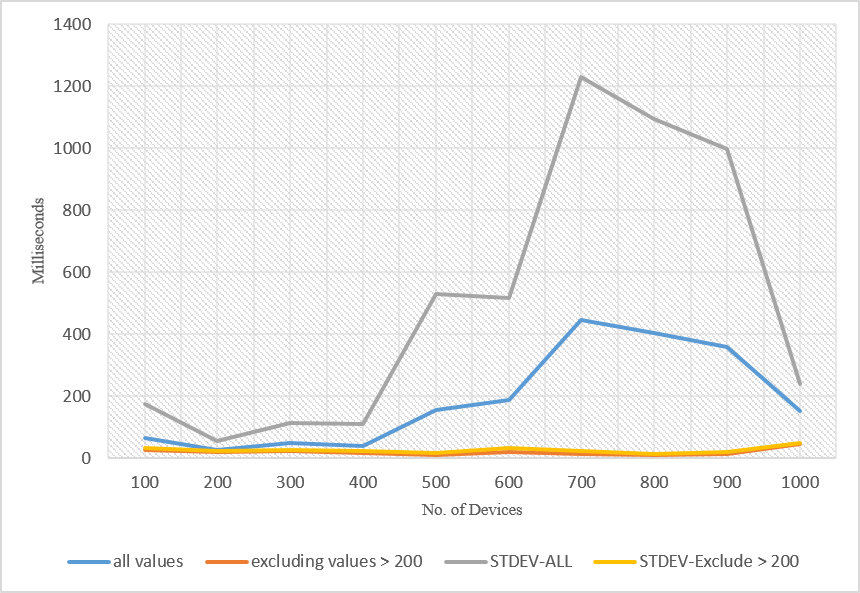 1400
1200
1000
800
600
400
200
0
Milliseconds
100 200 300 400 500 600 700 800 900 1000
No. of Devices
all values excluding values > 200 STDEV-ALL STDEV-Exclude > 200